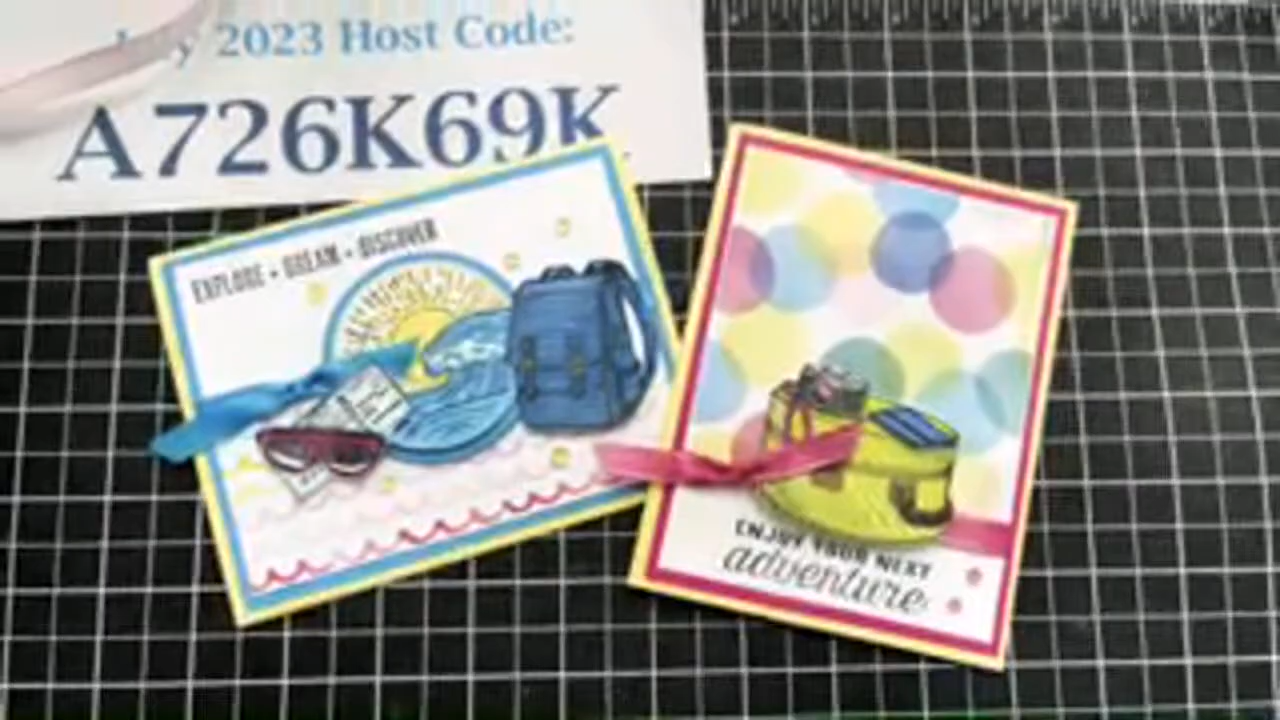 2023 Host Code:
A726K69K
EXPLORE • DREAM • DISCOVER
ENJOY YOUR NEXT
adventure